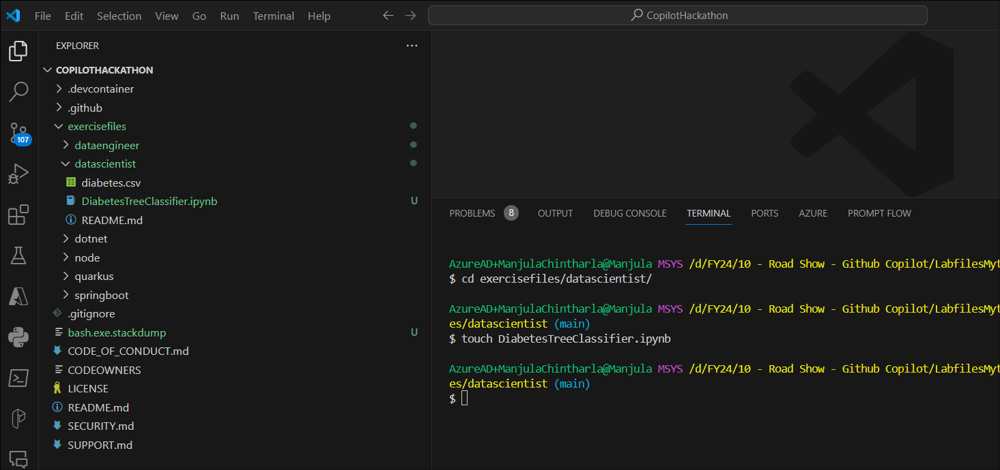 File Edit Selection View Go Run Terminal Help
CopilotHackathon
EXPLORER
COPILOTHACKATHON
.devcontainer
.github
exercisefiles
dataengineer
datascientist
diabetes.csv
DiabetesTreeClassifier.ipynb U
README.md
dotnet
node
quarkus
springboot
.gitignore
bash.exe.stackdump U
CODE_OF_CONDUCT.md
CODEOWNERS
LICENSE
README.md
SECURITY.md
SUPPORT.md
107
PROBLEMS 8 OUTPUT DEBUG CONSOLE TERMINAL PORTS AZURE PROMPT FLOW
AzureAD+ManjulaChintharla@Manjula MSYS /d/FY24/10 - Road Show - Github Copilot/LabfilesMyt
$ cd exercisefiles/datascientist/
AzureAD+ManjulaChintharla@Manjula MSYS /d/FY24/10 - Road Show - Github Copilot/LabfilesMyt
es/datascientist (main)
$ touch DiabetesTreeClassifier.ipynb
AzureAD+ManjulaChintharla@Manjula MSYS /d/FY24/10 - Road Show - Github Copilot/LabfilesMyt
es/datascientist (main)
$